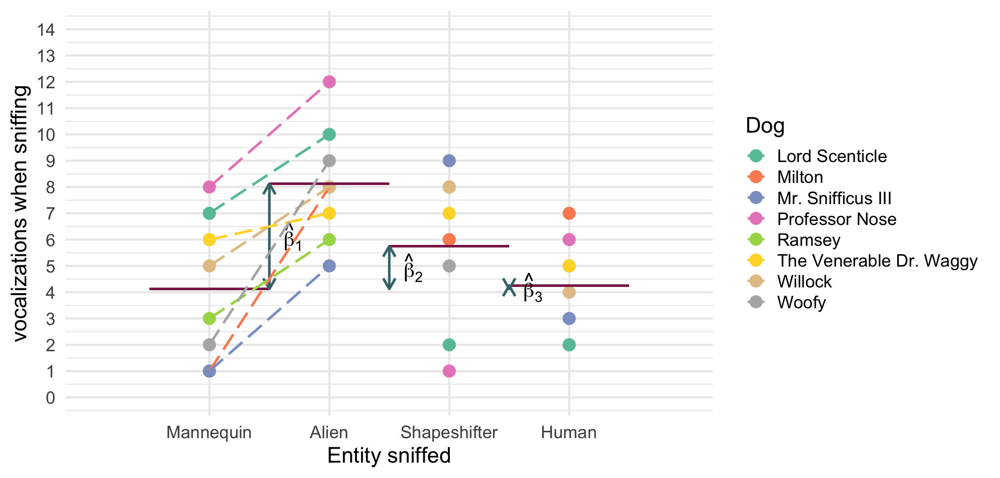 vocalizations when sniffing
14
13
12
11
10
9
8
7
6
5
4
3
2
1
0
β̂1
β̂2
β̂3
Mannequin
Alien
Shapeshifter
Human
Entity sniffed
Dog
Lord Scenticle
Milton
Mr. Snifficus III
Professor Nose
Ramsey
The Venerable Dr. Waggy
Willock
Woofy